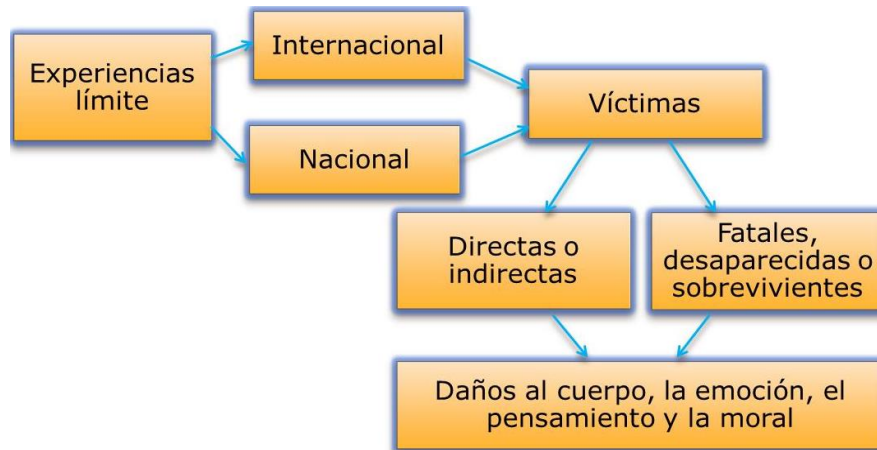 Experiencias
límite
Internacional
Nacional
Víctimas
Directas o
indirectas
Fatales,
desaparecidas o
sobrevivientes
Daños al cuerpo, la emoción, el
pensamiento y la moral